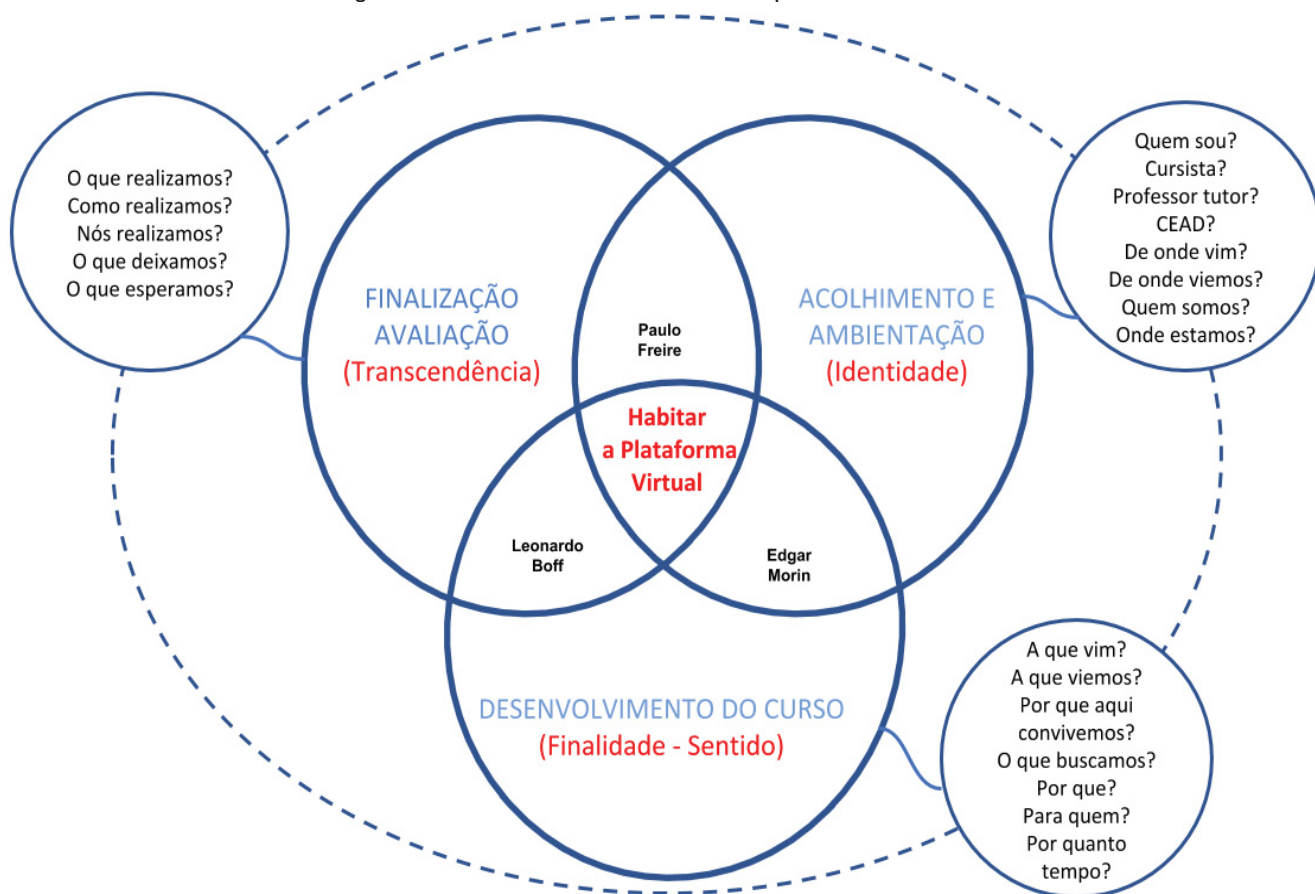 O que realizamos?
Como realizamos?
Nós realizamos?
O que deixamos?
O que esperamos?
Quem sou?
Cursista?
Professor tutor?
CEAD?
De onde vim?
De onde viemos?
Quem somos?
Onde estamos?
FINALIZAÇÃO
AVALIAÇÃO
(Transcendência)
Paulo
Freire
ACOLHIMENTO E
AMBIENTAÇÃO
(Identidade)
Habitar
a Plataforma
Virtual
Leonardo
Boff
Edgar
Morin
DESENVOLVIMENTO DO CURSO
(Finalidade - Sentido)
A que vim?
A que viemos?
Por que aqui
convivemos?
O que buscamos?
Por que?
Para quem?
Por quanto
tempo?